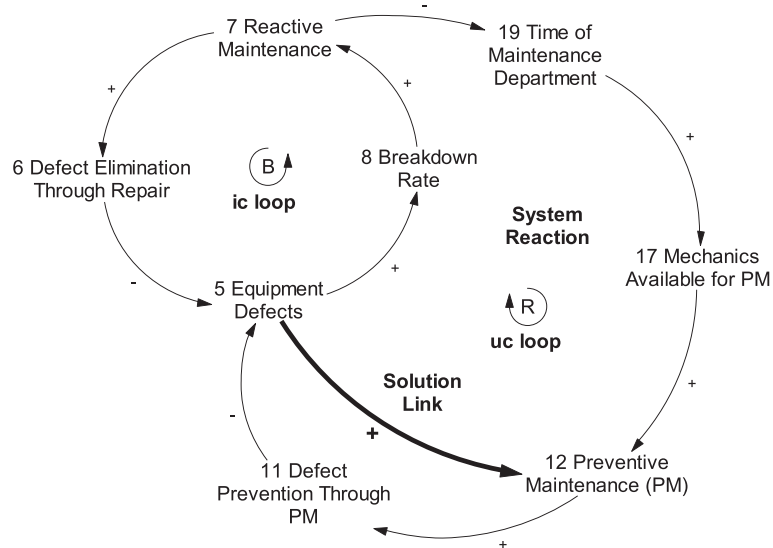 7 Reactive
Maintenance
-
19 Time of
Maintenance
Department
+
+
+
6 Defect Elimination
Through Repair
B
ic loop
8 Breakdown
Rate
System
Reaction
17 Mechanics
Available for PM
-
+
5 Equipment
Defects
R
uc loop
Solution
Link
+
-
+
11 Defect
Prevention Through
PM
12 Preventive
Maintenance (PM)
+